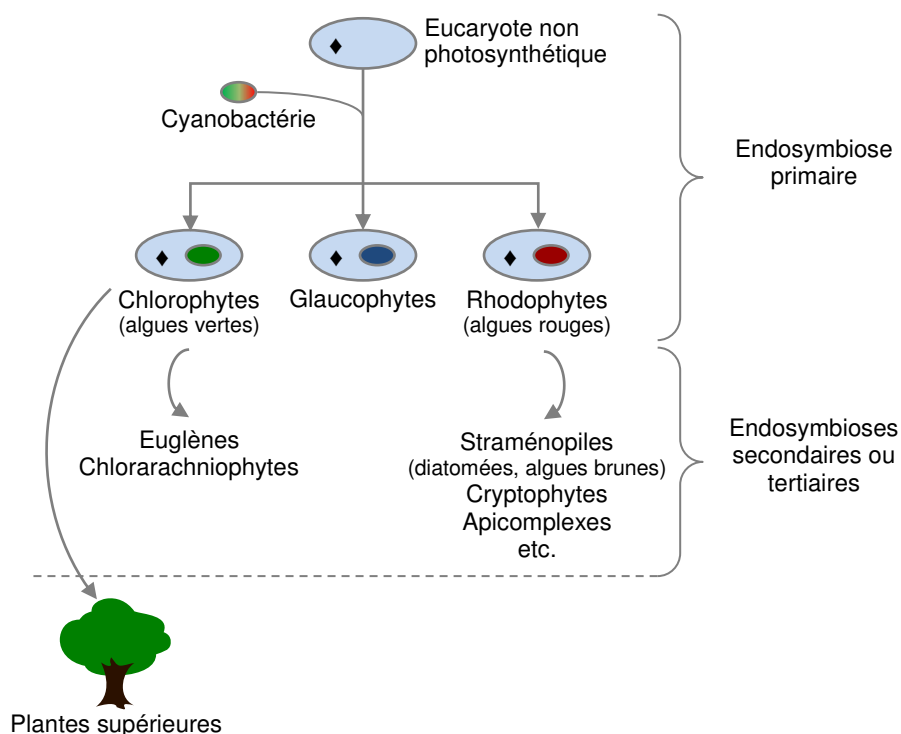 Eucaryote non
photosynthétique
Cyanobactérie
Endosymbiose
primaire
Chlorophytes
(algues vertes)
Glaucophytes
Rhodophytes
(algues rouges)
Euglènes
Chlorarachniophytes
Straménopiles
(diatomées, algues brunes)
Cryptophytes
Apicomplexes
etc.
Endosymbioses
secondaires ou
tertiaires
Plantes supérieures